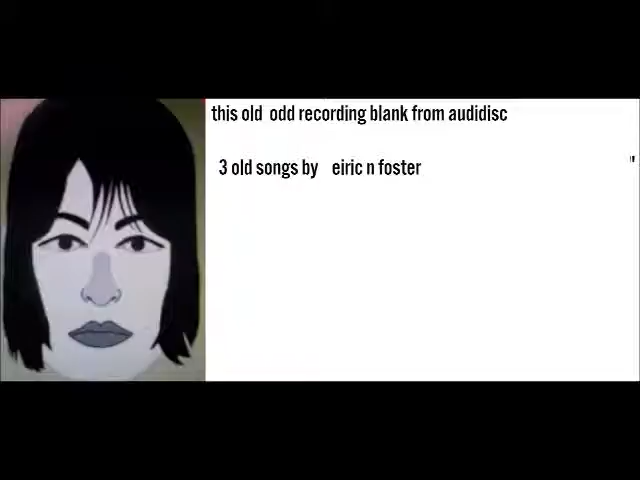 this old odd recording blank from audidisc
3 old songs by eiric n foster
"